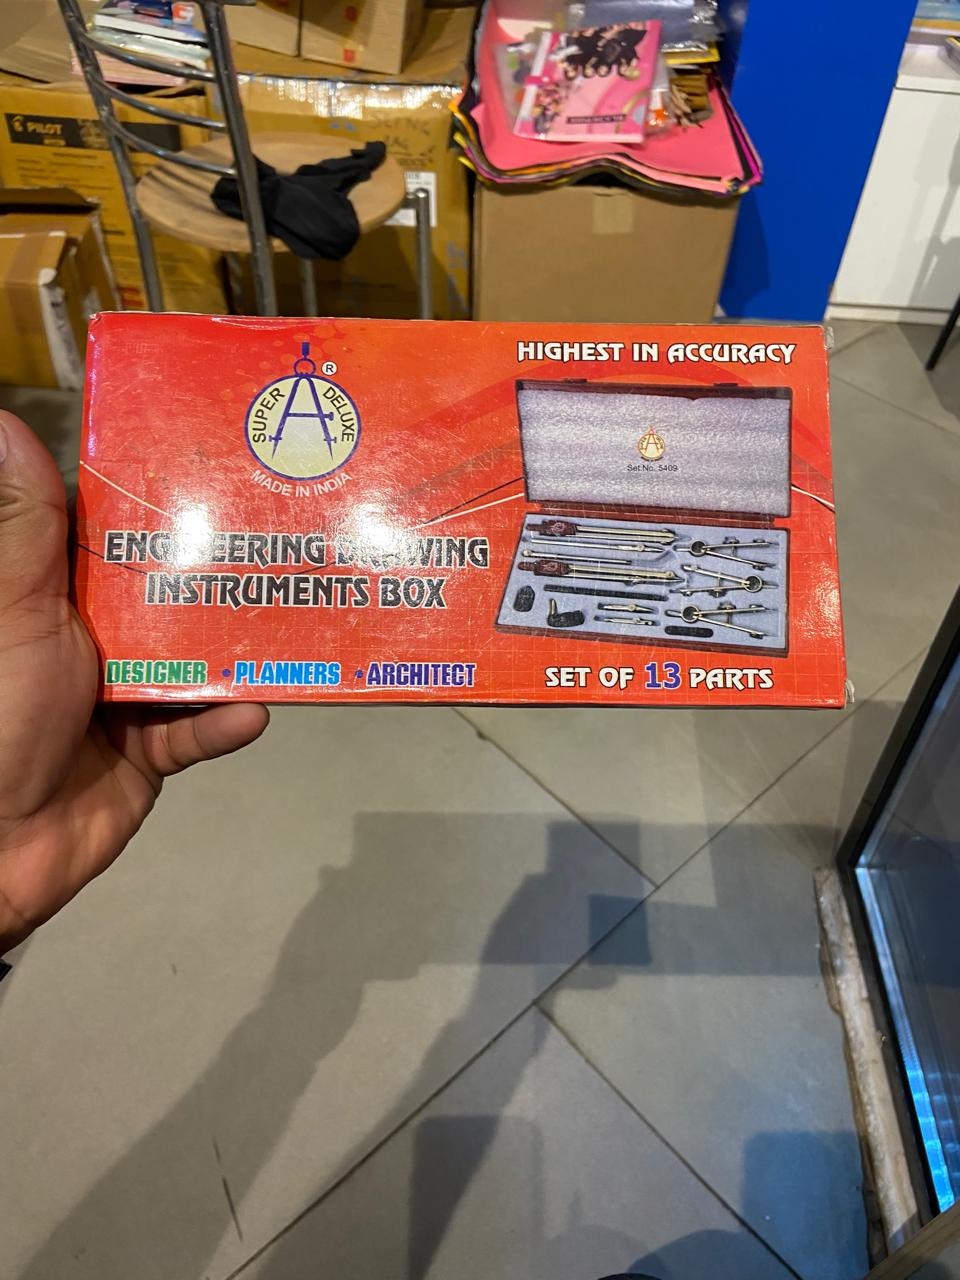 PILOT
SUPER DELUXE
®
MADE IN INDIA
ENGINEERING DRAWING
INSTRUMENTS BOX
DESIGNER • PLANNERS • ARCHITECT
HIGHEST IN ACCURACY
Set No. 5409
SET OF 13 PARTS